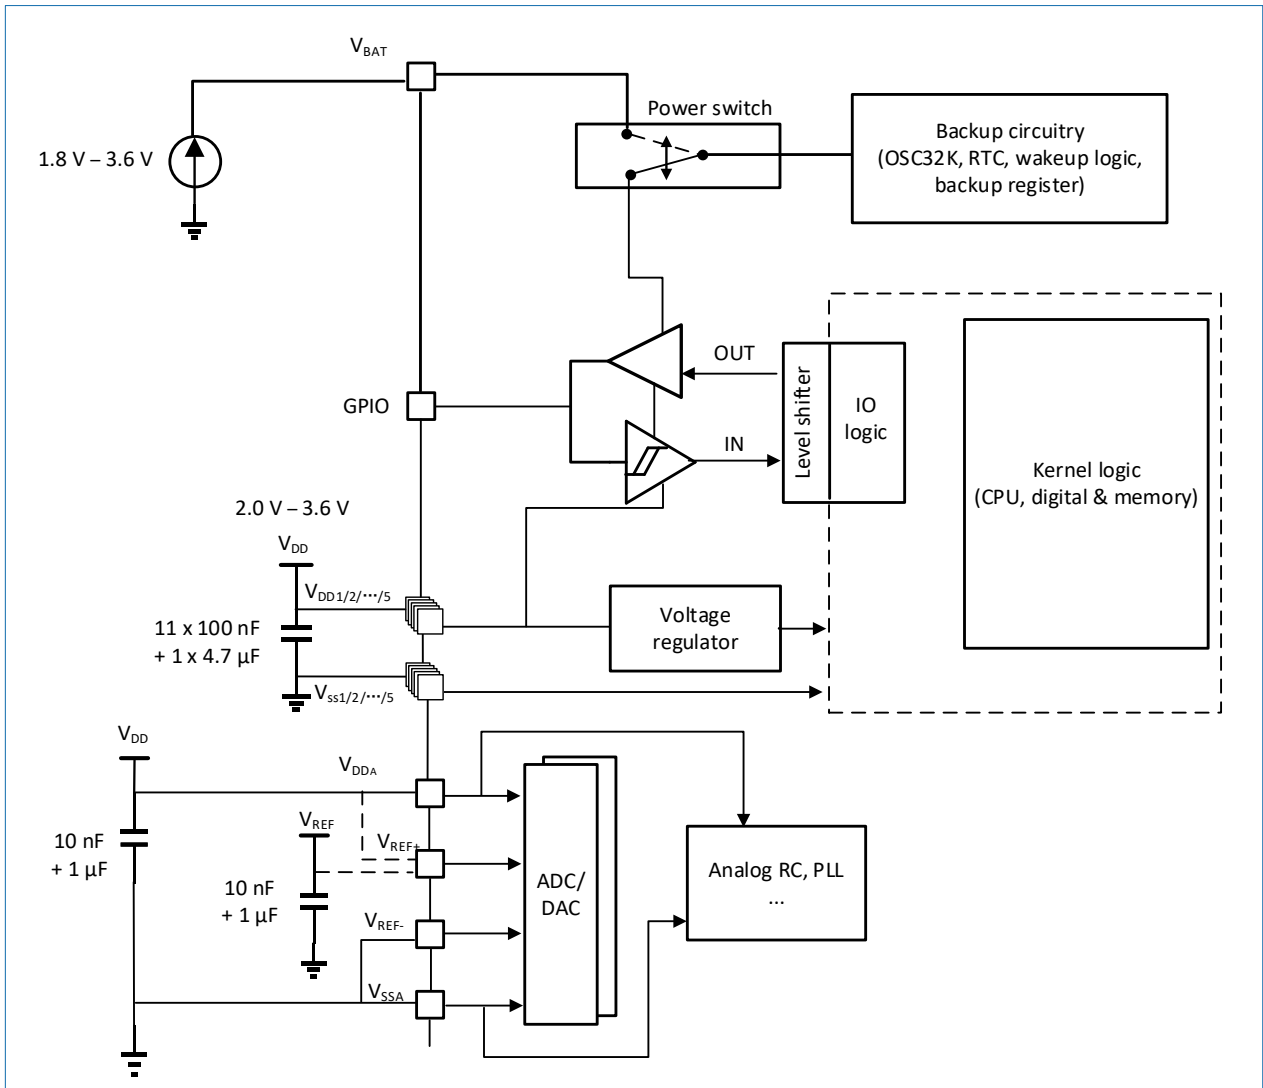 VBAT
Power switch
1.8 V – 3.6 V
Backup circuitry
(OSC32K, RTC, wakeup logic,
backup register)
OUT
GPIO
Level shifter
IO
logic
IN
Kernel logic
(CPU, digital & memory)
2.0 V – 3.6 V
VDD
VDD1/2/···/5
11 x 100 nF
+ 1 x 4.7 µF
Voltage
regulator
Vss1/2/···/5
VDD
VDDA
10 nF
+ 1 µF
VREF
VREF+
10 nF
+ 1 µF
ADC/
DAC
Analog RC, PLL
...
VREF-
VSSA